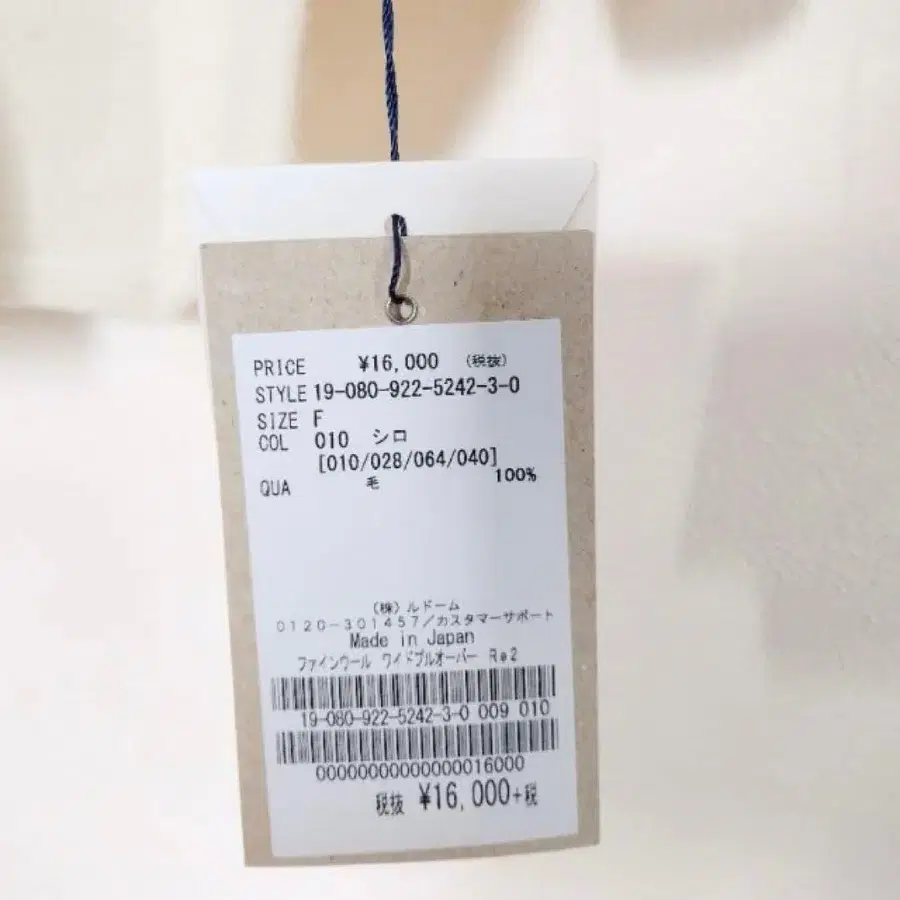 PRICE ¥16,000 (税抜)
STYLE 19-080-922-5242-3-0
SIZE F
COL 010 シロ
[010/028/064/040]
QUA 毛 100%
(株)ルドーム
0120-301457/カスタマーサポート
Made in Japan
ファインウール ワイドプルオーバー Re2
19-080-922-5242-3-0 009 010
00000000000000016000
税抜 ¥16,000+税